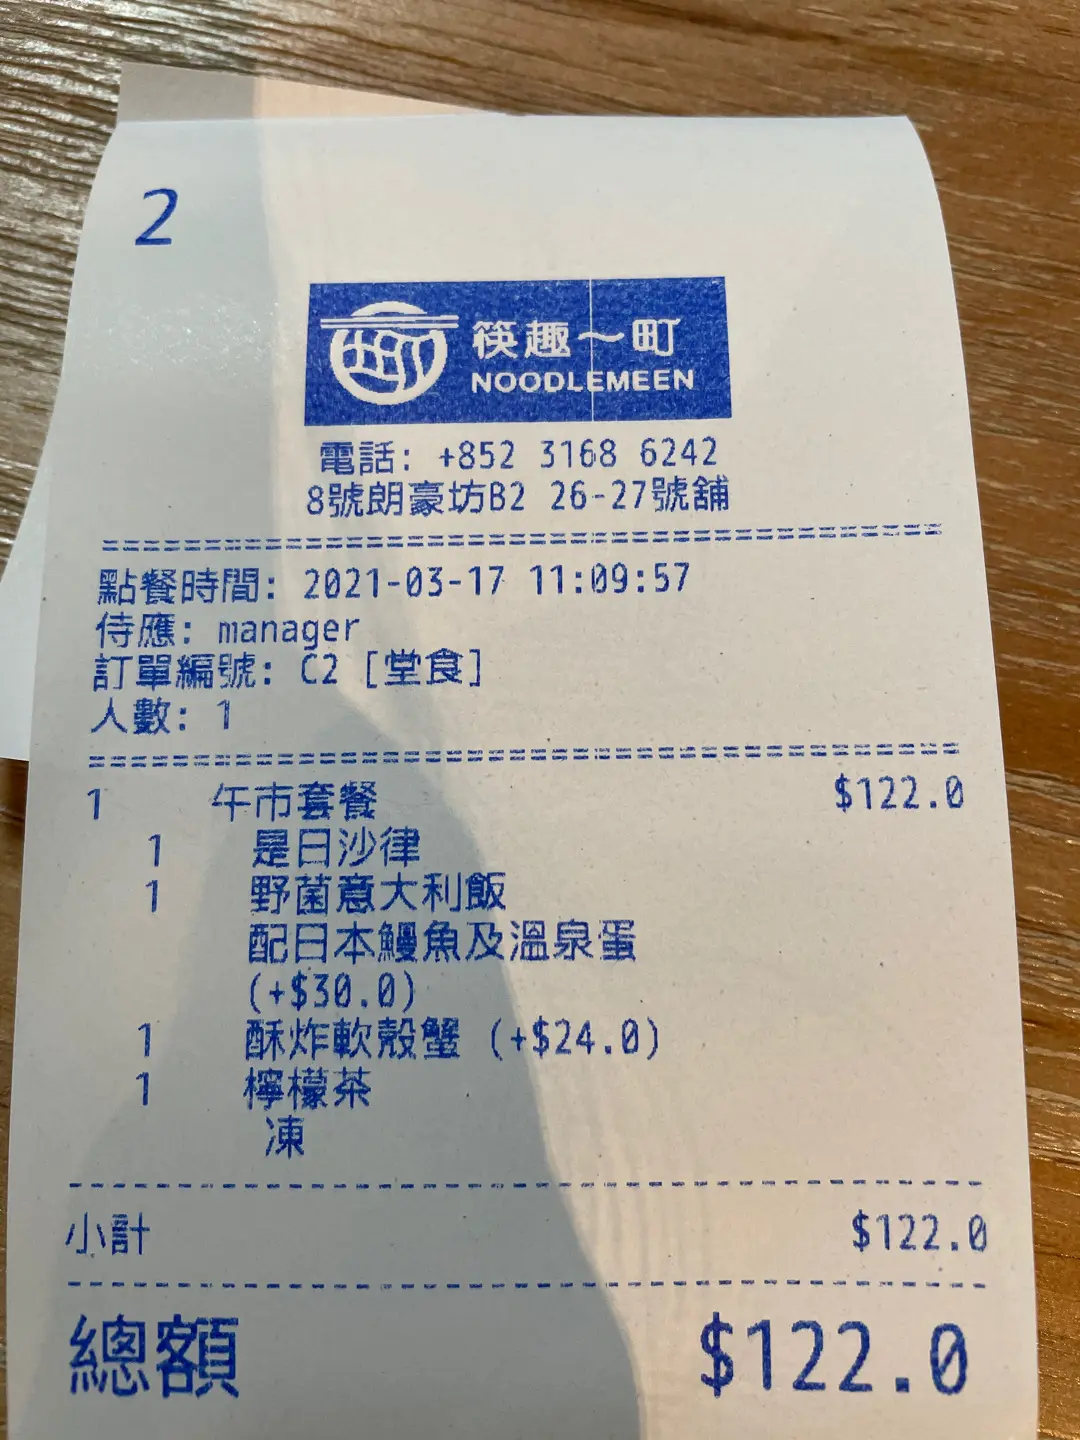 2
筷趣~町
NOODLEMEEN
電話: +852 3168 6242
8號朗豪坊B2 26-27號舖
點餐時間: 2021-03-17 11:09:57
侍應: manager
訂單編號: C2 [堂食]
人數: 1
1 午市套餐 $122.0
1 是日沙律
1 野菌意大利飯
配日本鰻魚及溫泉蛋
(+$30.0)
1 酥炸軟殼蟹 (+$24.0)
1 檸檬茶
凍
小計 $122.0
總額 $122.0